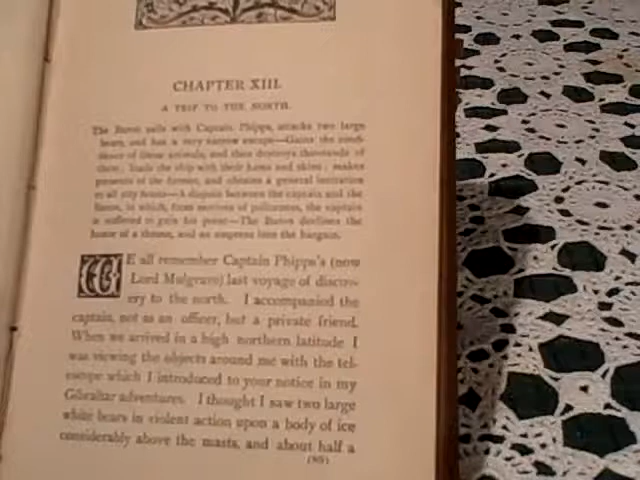 CHAPTER XIII.
A TRIP TO THE NORTH.
The Baron sails with Captain Phipps, attacks two large
bears, and has a very narrow escape—Gains the confi-
dence of these animals, and then destroys thousands of
them; loads the ship with their hams and skins; makes
presents of the former, and obtains a general invitation
to all city feasts—A dispute between the captain and the
Baron, in which, from motives of politeness, the captain
is suffered to gain his point—The Baron declines the
honor of a throne, and an empress into the bargain.
WE all remember Captain Phipps's (now
Lord Mulgrave) last voyage of discov-
ery to the north. I accompanied the
captain, not as an officer, but a private friend.
When we arrived in a high northern latitude I
was viewing the objects around me with the tel-
escope which I introduced to your notice in my
Gibraltar adventures. I thought I saw two large
white bears in violent action upon a body of ice
considerably above the masts, and about half a